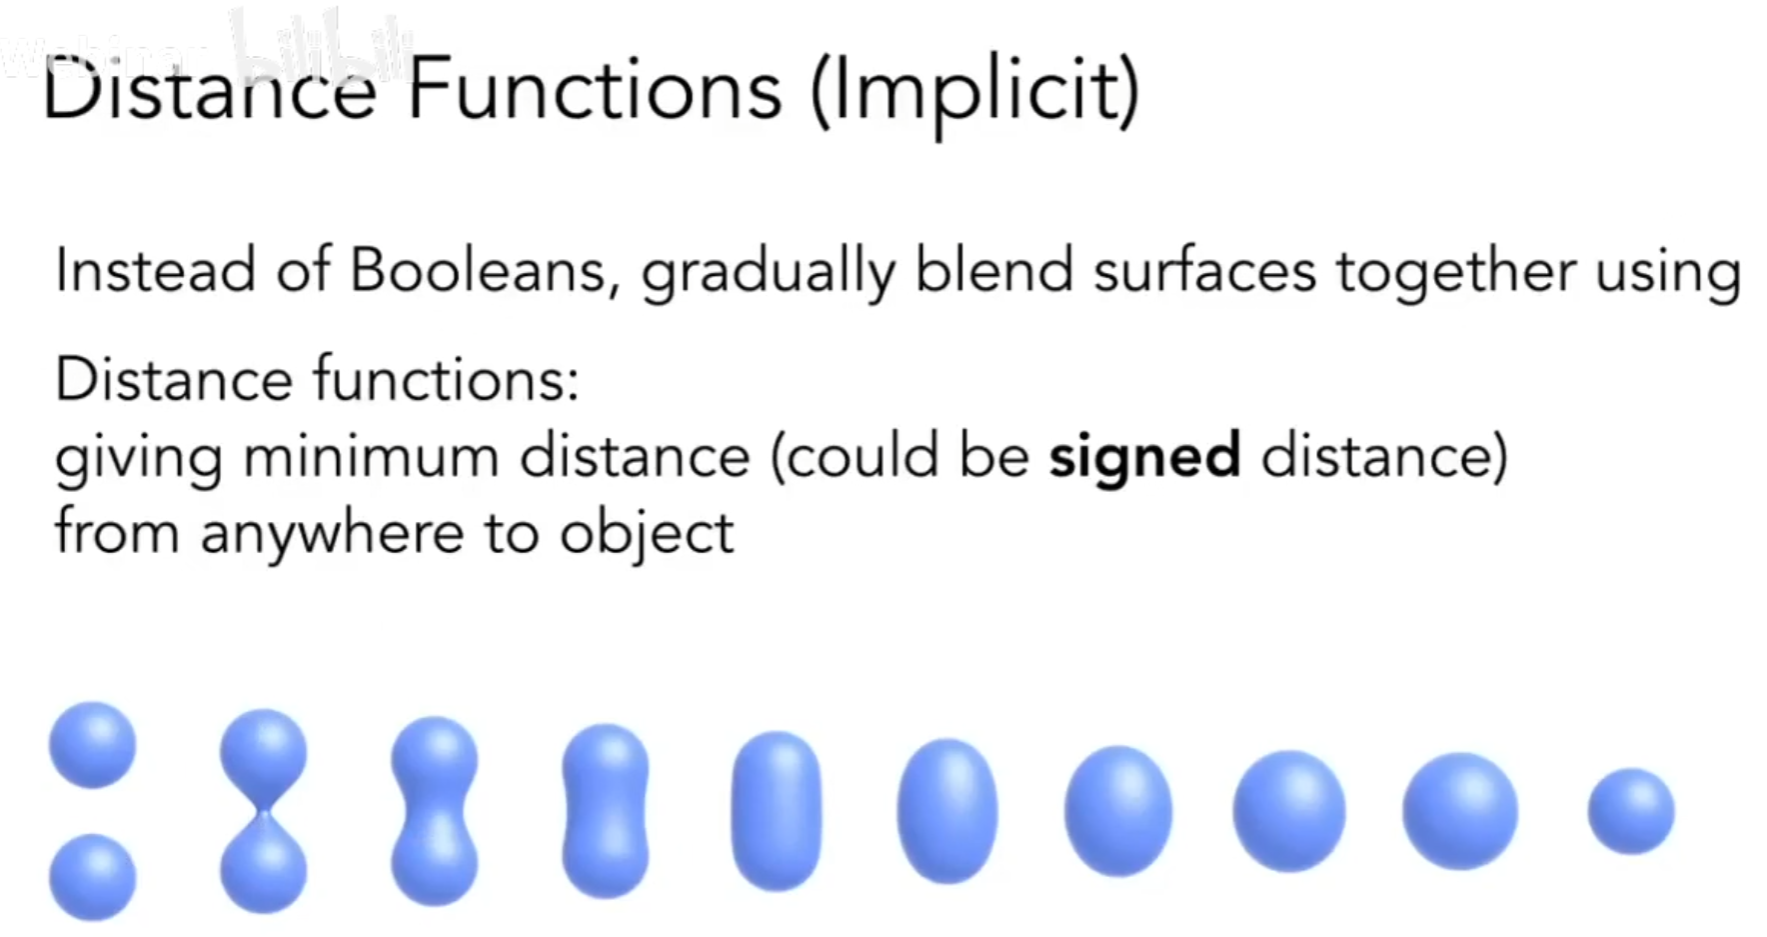 Webinar bilibili
Distance Functions (Implicit)
Instead of Booleans, gradually blend surfaces together using
Distance functions:
giving minimum distance (could be signed distance)
from anywhere to object